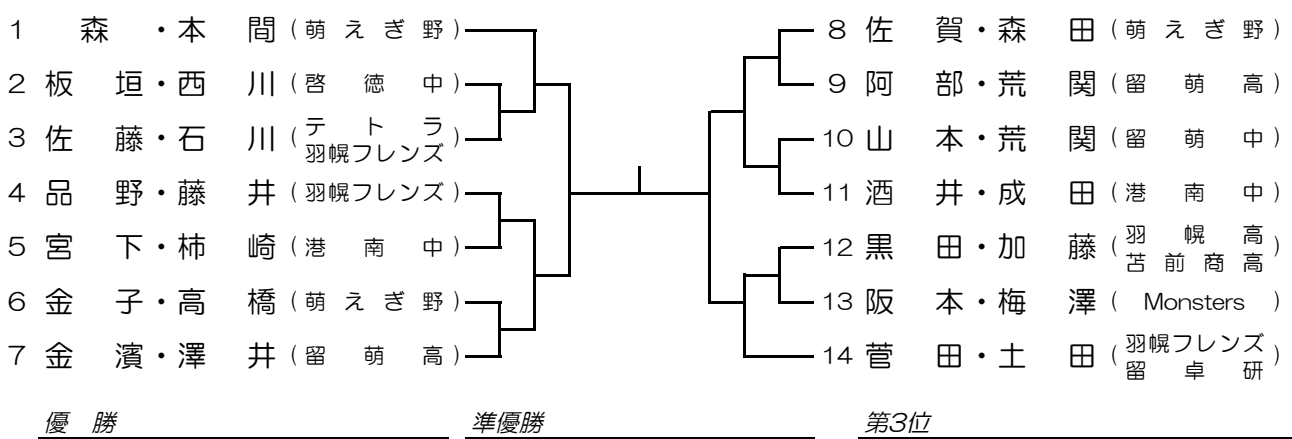 1 森・本間(萌えぎ野)
2 板垣・西川(啓徳中)
3 佐藤・石川(テトラ 羽幌フレンズ)
4 品野・藤井(羽幌フレンズ)
5 宮下・柿崎(港南中)
6 金子・高橋(萌えぎ野)
7 金濱・澤井(留萌高)
8 佐賀・森田(萌えぎ野)
9 阿部・荒関(留萌高)
10 山本・荒関(留萌中)
11 酒井・成田(港南中)
12 黒田・加藤(羽幌高 苫前商高)
13 阪本・梅澤(Monsters)
14 菅田・土田(羽幌フレンズ 留卓研)
優勝 準優勝 第3位